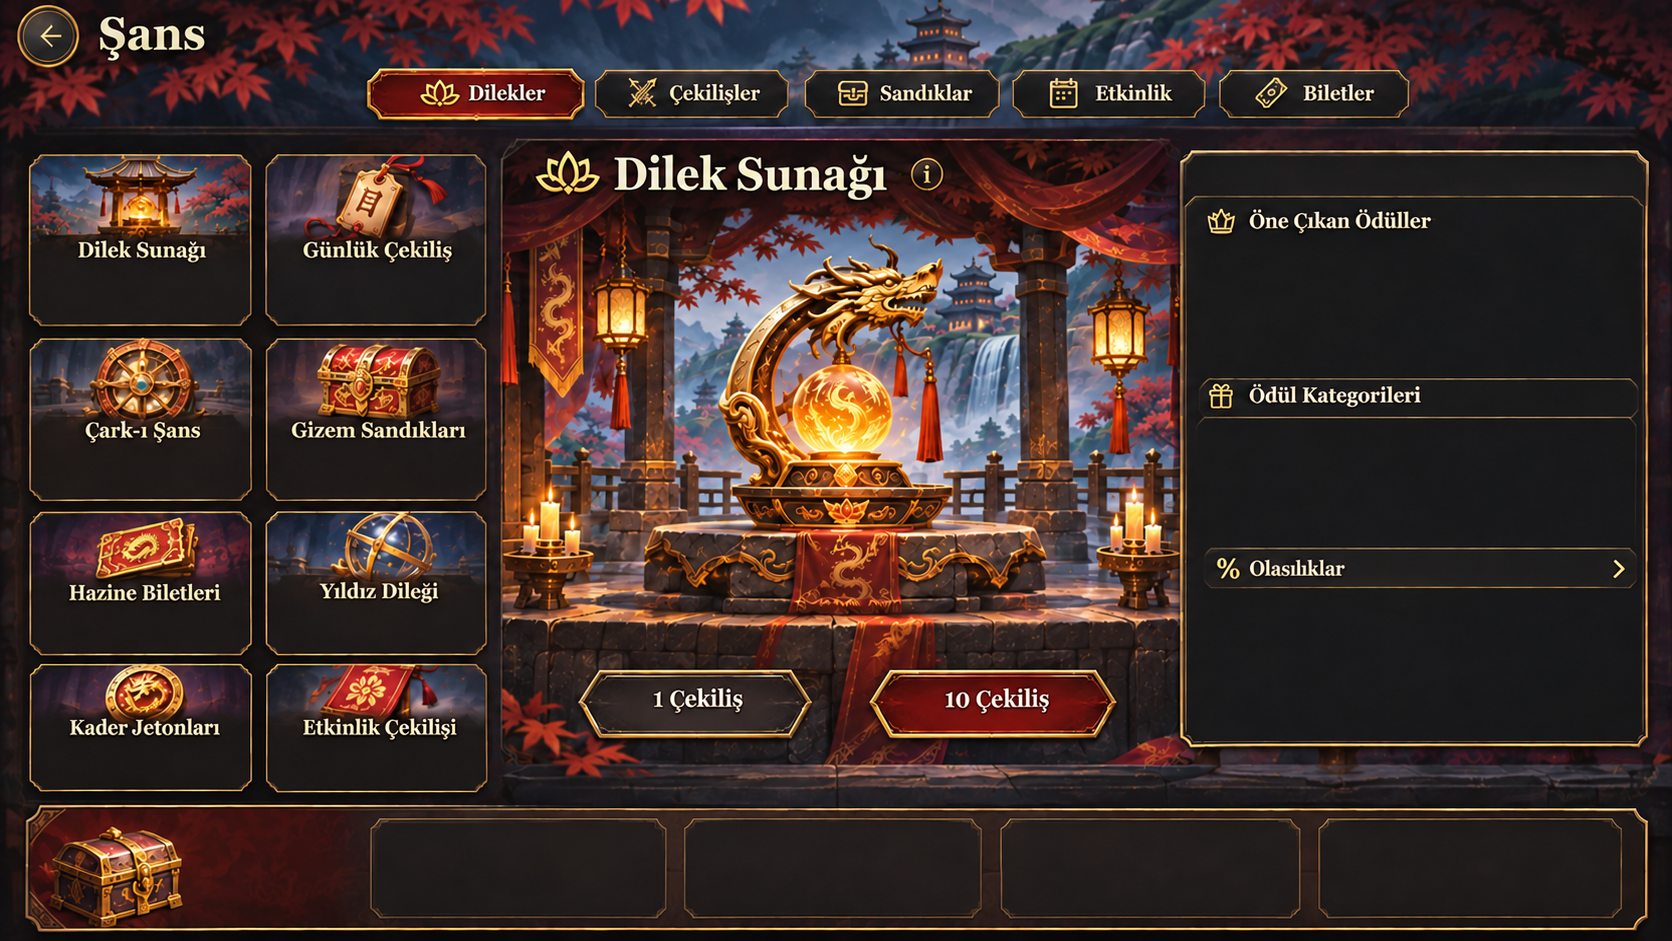 Şans
Dilekler
Çekilişler
Sandıklar
Etkinlik
Biletler
Dilek Sunağı
Günlük Çekiliş
Çark-ı Şans
Gizem Sandıkları
Hazine Biletleri
Yıldız Dileği
Kader Jetonları
Etkinlik Çekilişi
Dilek Sunağı
i
1 Çekiliş
10 Çekiliş
Öne Çıkan Ödüller
Ödül Kategorileri
% Olasılıklar